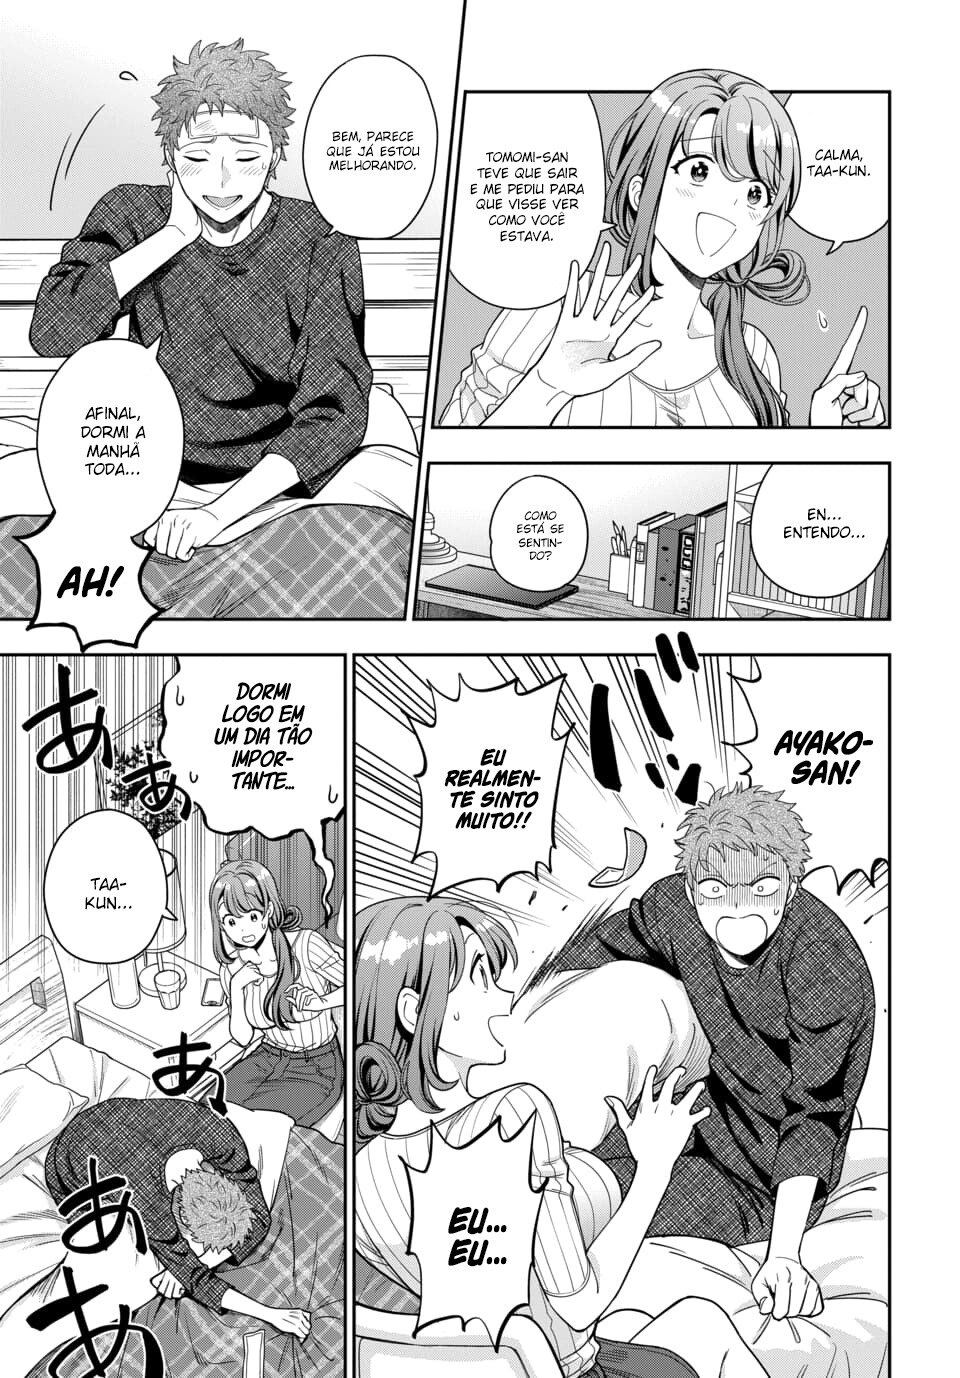 CALMA,
TAA-KUN.
TOMOMI-SAN
TEVE QUE SAIR
E ME PEDIU PARA
QUE VISSE VER
COMO VOCÊ
ESTAVA.
EN...
ENTENDO...
COMO
ESTÁ SE
SENTIN-
DO?
BEM, PARECE
QUE JÁ ESTOU
MELHORANDO.
AFINAL,
DORMI A
MANHÃ
TODA...
AH!
AYAKO-
SAN!
EU
REALMEN-
TE SINTO
MUITO!!
EU...
EU...
DORMI
LOGO EM
UM DIA TÃO
IMPOR-
TANTE...
TAA-
KUN...
あ
あ
あ
あ
あ